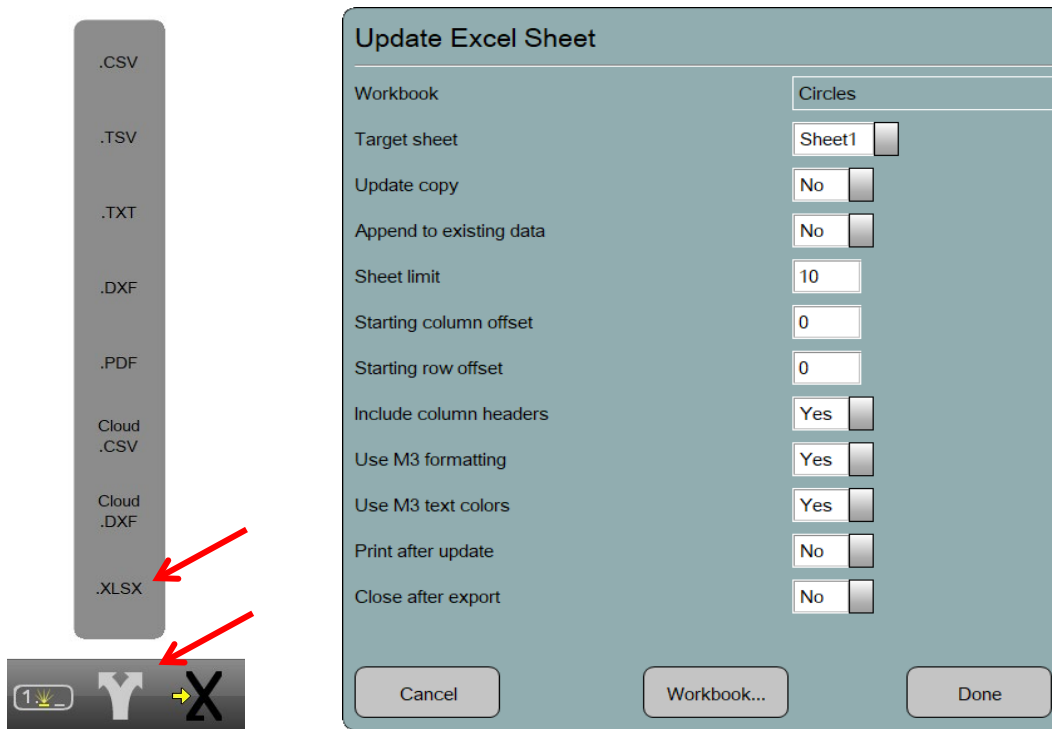 .CSV
.TSV
.TXT
.DXF
.PDF
Cloud
.CSV
Cloud
.DXF
.XLSX
1
X
Update Excel Sheet
Workbook Circles
Target sheet Sheet1
Update copy No
Append to existing data No
Sheet limit 10
Starting column offset 0
Starting row offset 0
Include column headers Yes
Use M3 formatting Yes
Use M3 text colors Yes
Print after update No
Close after export No
Cancel Workbook... Done